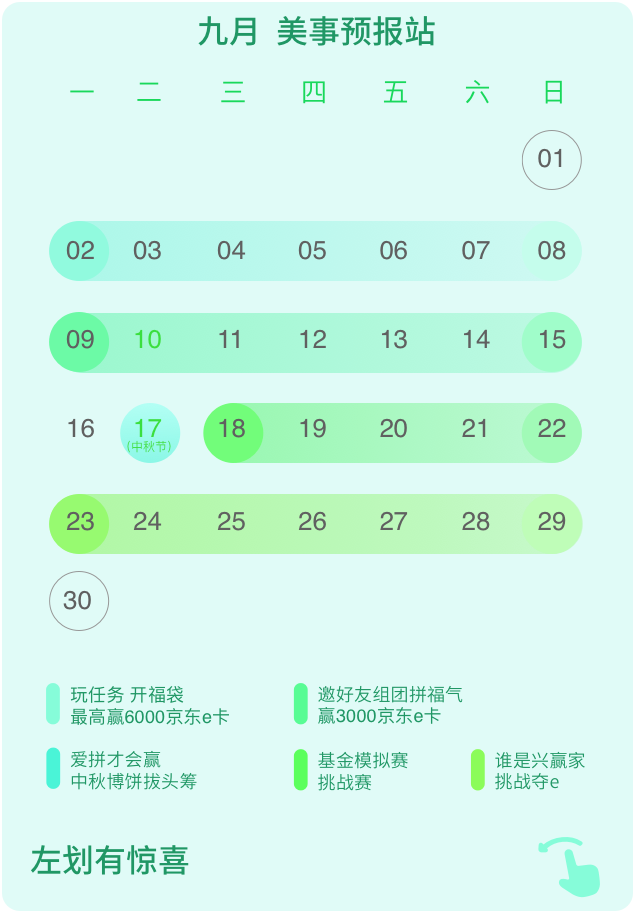 九月 美事预报站
一 二 三 四 五 六 日
01
02 03 04 05 06 07 08
09 10 11 12 13 14 15
16 17 18 19 20 21 22
(中秋节)
23 24 25 26 27 28 29
30
玩任务 开福袋
最高赢6000京东e卡
邀好友组团拼福气
赢3000京东e卡
爱拼才会赢
中秋博饼拔头筹
基金模拟赛
挑战赛
谁是兴赢家
挑战夺e
左划有惊喜